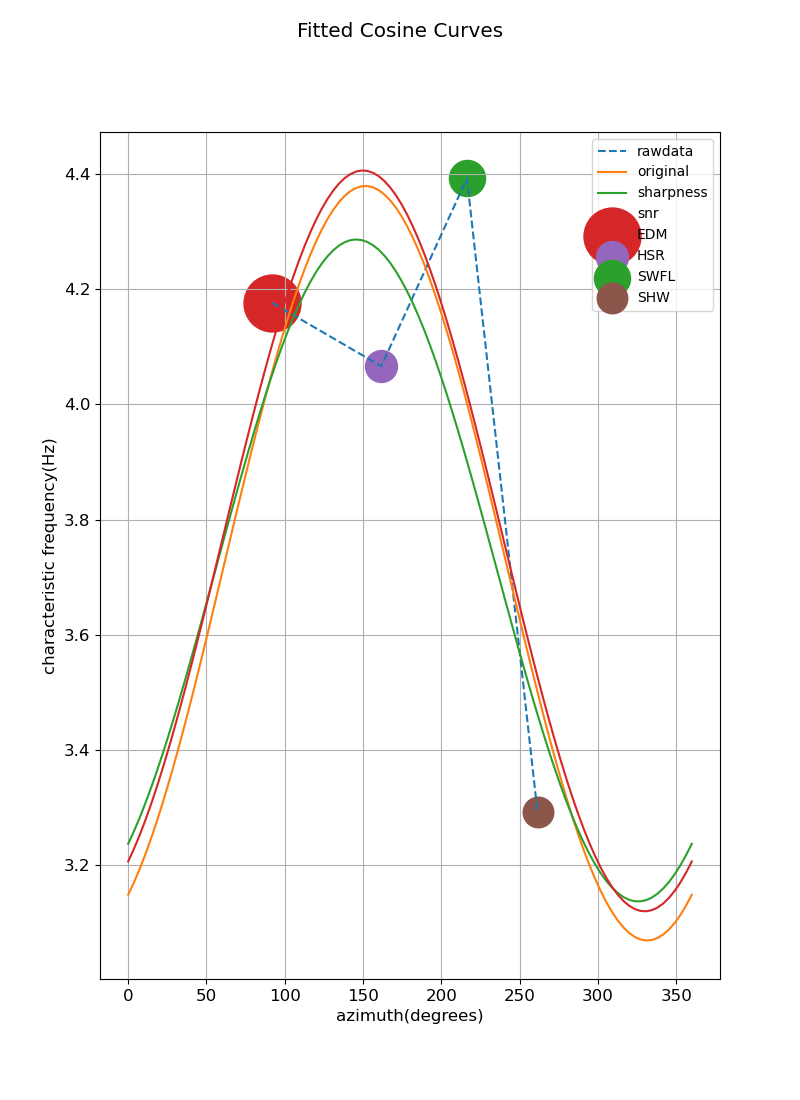 Fitted Cosine Curves
rawdata
original
sharpness
snr
EDM
HSR
SWFL
SHW
4.4
4.2
4.0
3.8
3.6
3.4
3.2
characteristic frequency(Hz)
0 50 100 150 200 250 300 350
azimuth(degrees)